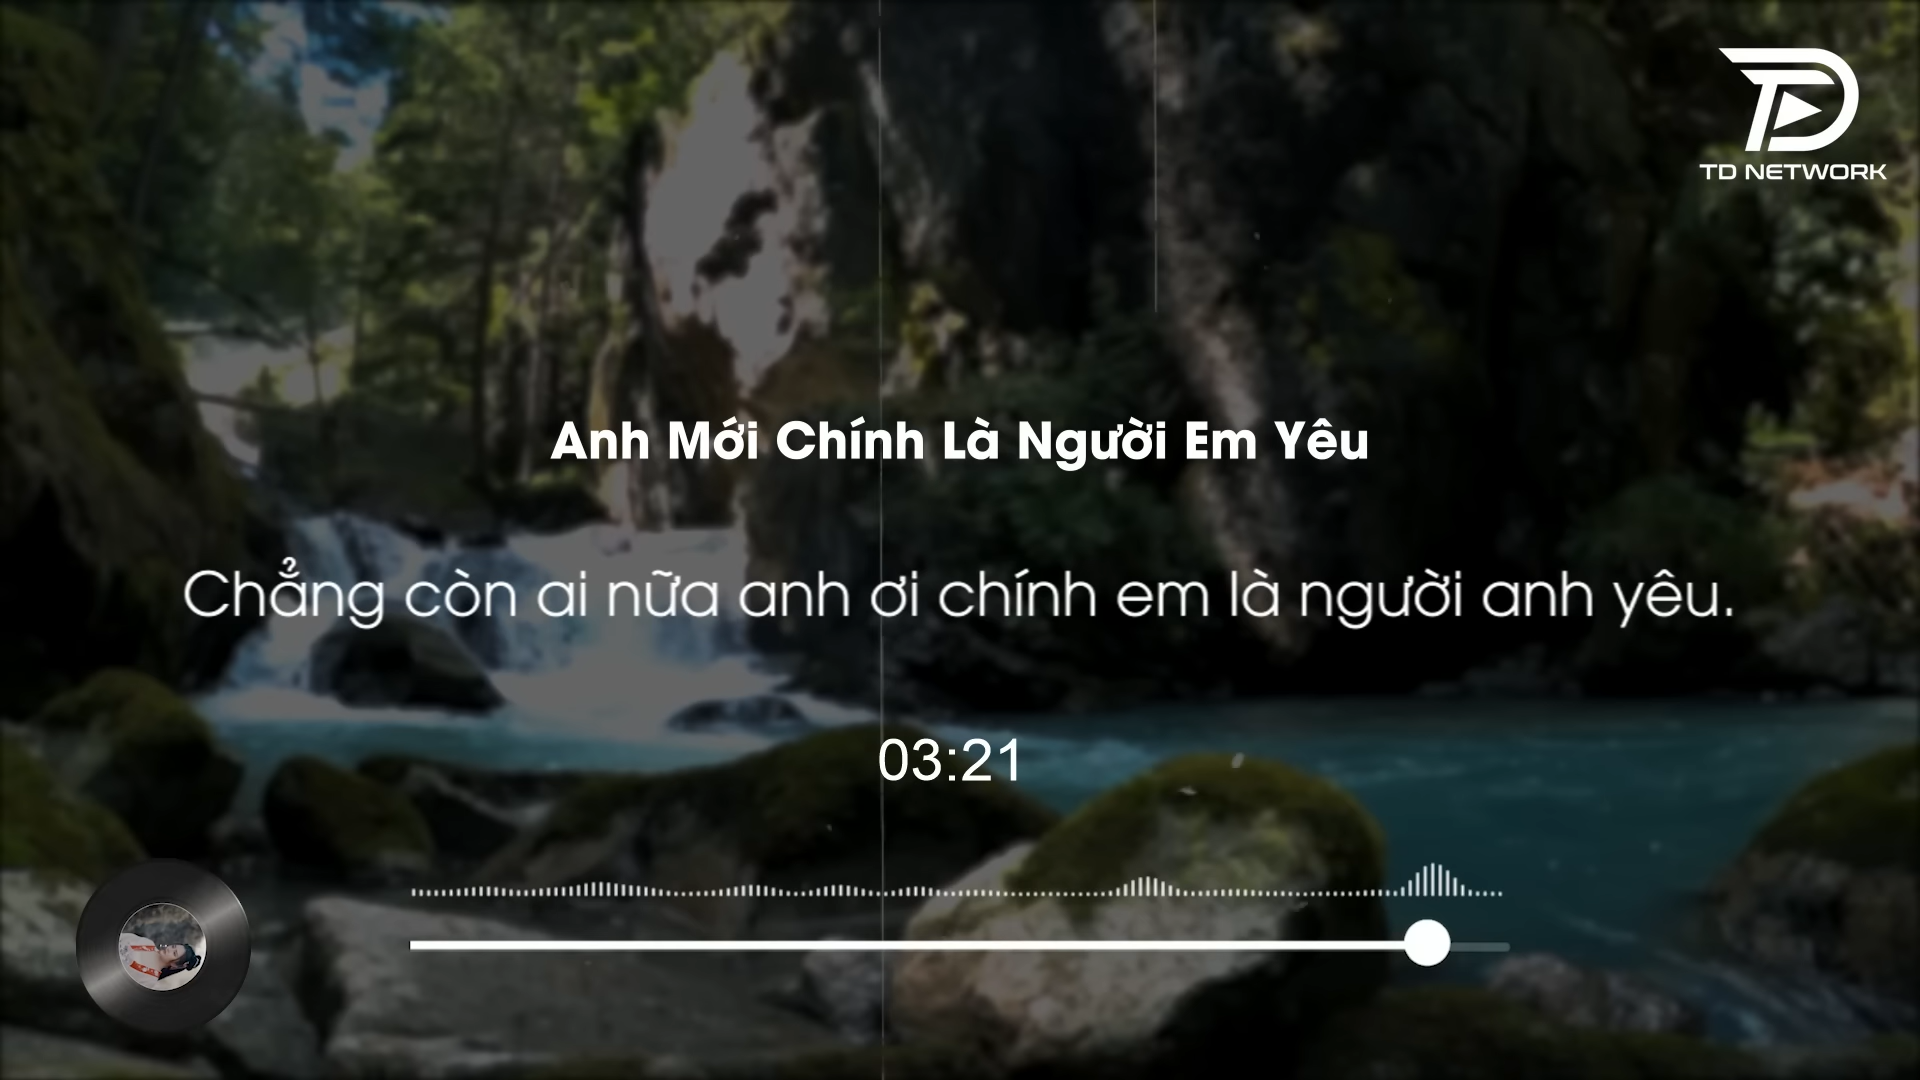 TD NETWORK
Anh Mới Chính Là Người Em Yêu
Chẳng còn ai nữa anh ơi chính em là người anh yêu.
03:21